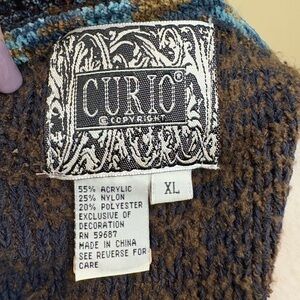 CURIO®
©COPYRIGHT
XL
55% ACRYLIC
25% NYLON
20% POLYESTER
EXCLUSIVE OF
DECORATION
RN 59687
MADE IN CHINA
SEE REVERSE FOR
CARE